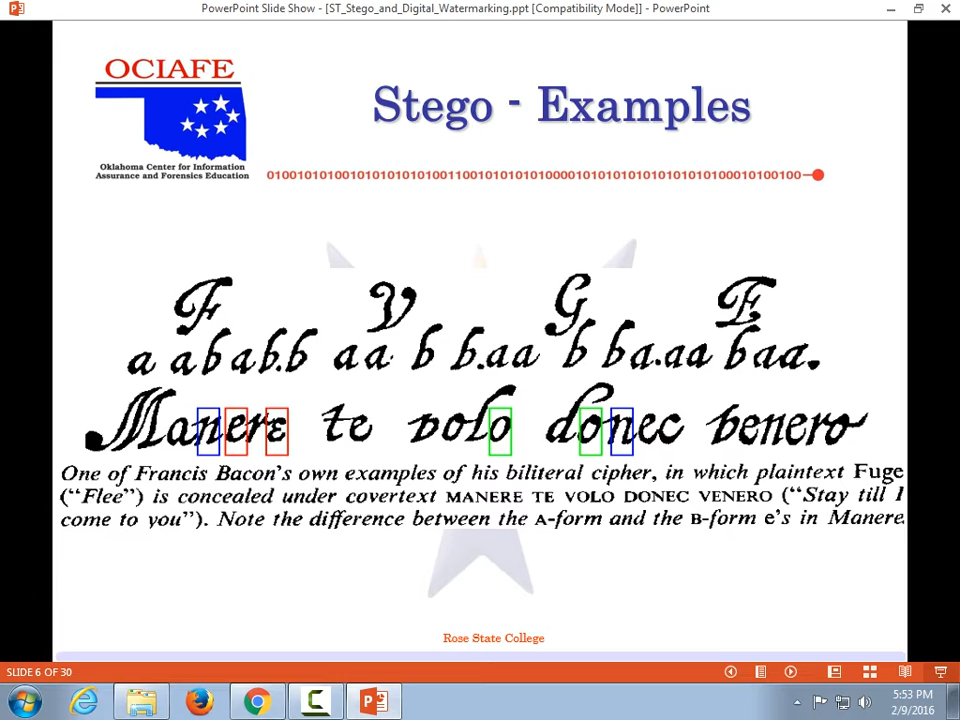 PowerPoint Slide Show - [ST_Stego_and_Digital_Watermarking.ppt [Compatibility Mode]] - PowerPoint
OCIAFE
Oklahoma Center for Information
Assurance and Forensics Education
Stego - Examples
F V G E
a a b a b.b a a b b.a a b b a.a a b a a.
Manere te volo donec venero
One of Francis Bacon's own examples of his biliteral cipher, in which plaintext Fuge
("Flee") is concealed under covertext MANERE TE VOLO DONEC VENERO ("Stay till I
come to you"). Note the difference between the A-form and the B-form e's in Manere.
Rose State College
SLIDE 6 OF 30
5:53 PM
2/9/2016